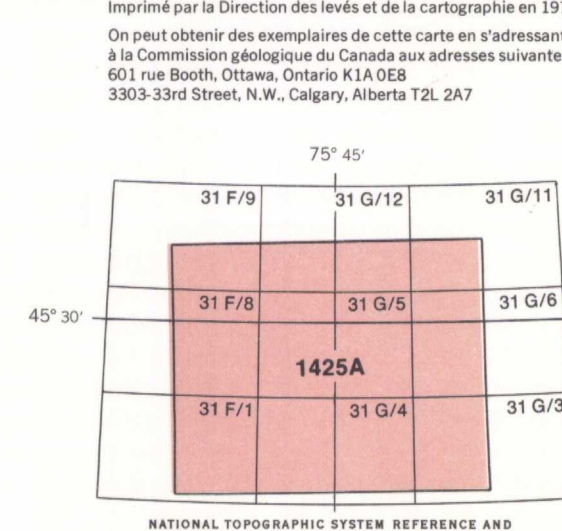 Imprimé par la Direction des levés et de la cartographie en
On peut obtenir des exemplaires de cette carte en s'adressant
à la Commission géologique du Canada aux adresses suivante
601 rue Booth, Ottawa, Ontario K1A 0E8
3303-33rd Street, N.W., Calgary, Alberta T2L 2A7
75° 45'
31 F/9 31 G/12 31 G/11
45° 30' 31 F/8 31 G/5 31 G/6
1425A
31 F/1 31 G/4 31 G/3
NATIONAL TOPOGRAPHIC SYSTEM REFERENCE AND